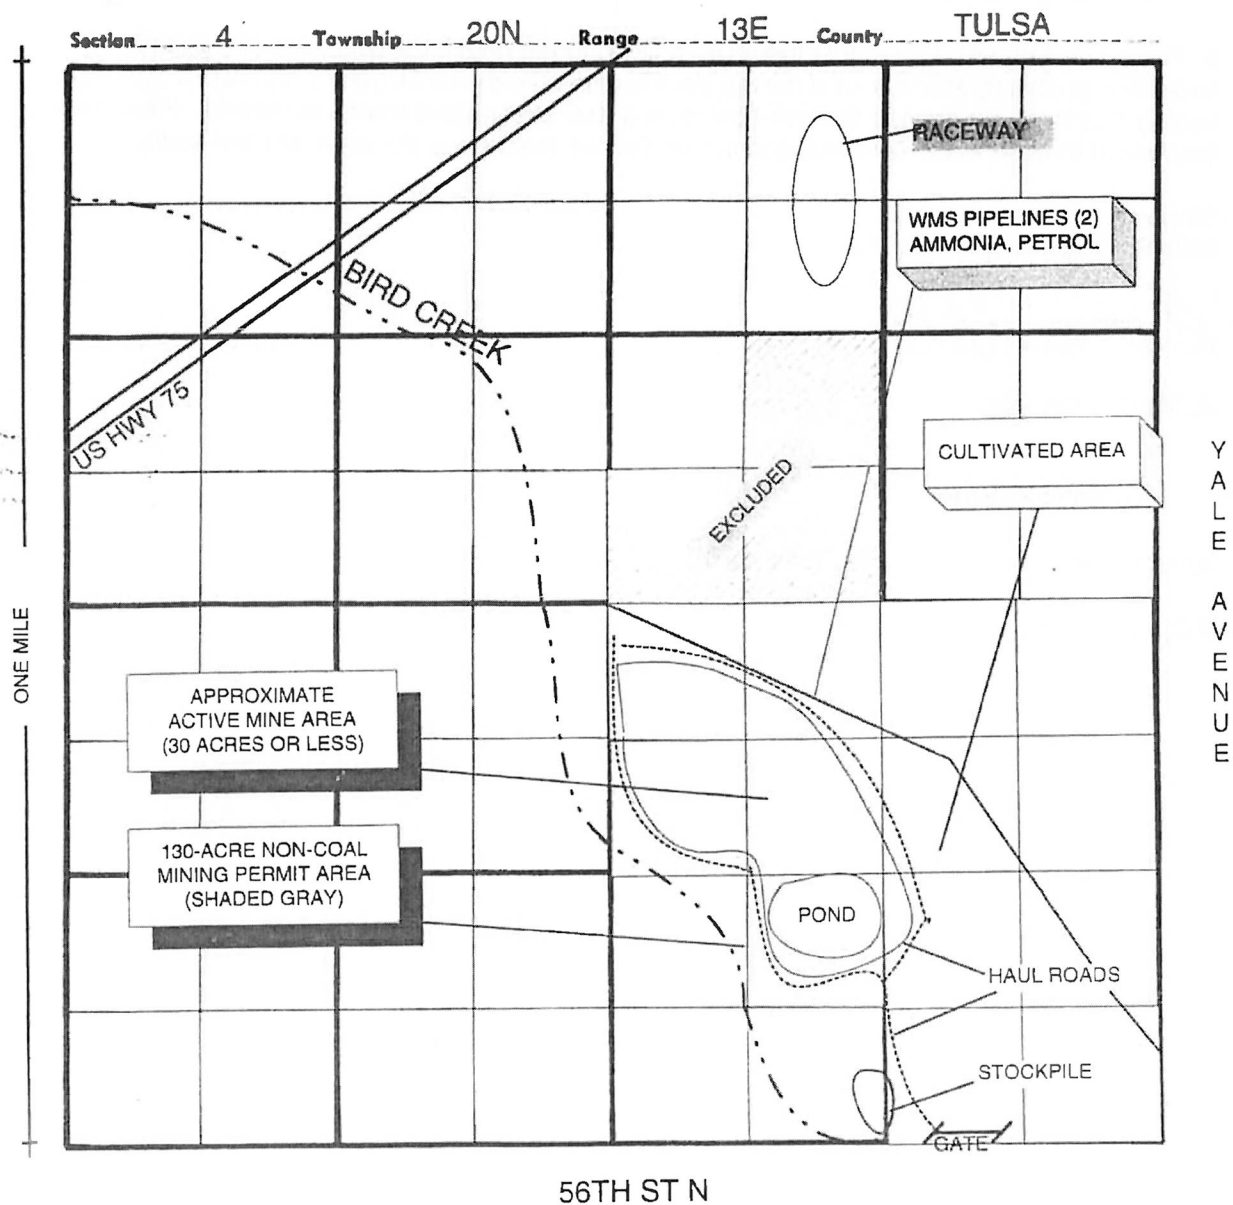 Section 4 Township 20N Range 13E County TULSA
RACEWAY
WMS PIPELINES (2)
AMMONIA, PETROL
BIRD CREEK
US HWY 75
CULTIVATED AREA
EXCLUDED
YALE AVENUE
ONE MILE
APPROXIMATE
ACTIVE MINE AREA
(30 ACRES OR LESS)
130-ACRE NON-COAL
MINING PERMIT AREA
(SHADED GRAY)
POND
HAUL ROADS
STOCKPILE
GATE
56TH ST N